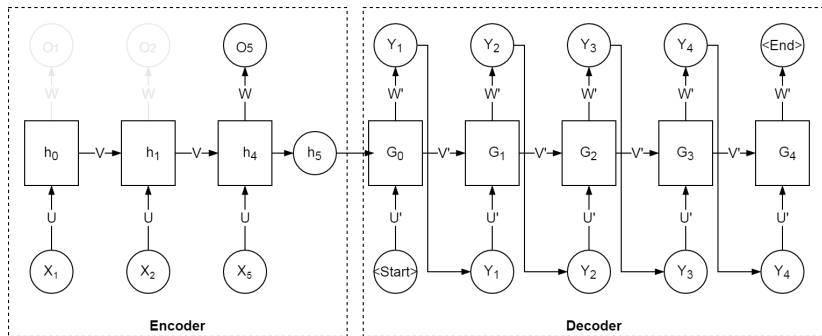 O1 O2 O5 Y1 Y2 Y3 Y4 <End>
W W W W' W' W' W' W'
h0 V h1 V h4 h5 G0 V' G1 V' G2 V' G3 V' G4
U U U U' U' U' U' U'
X1 X2 X5 <Start> Y1 Y2 Y3 Y4
Encoder Decoder